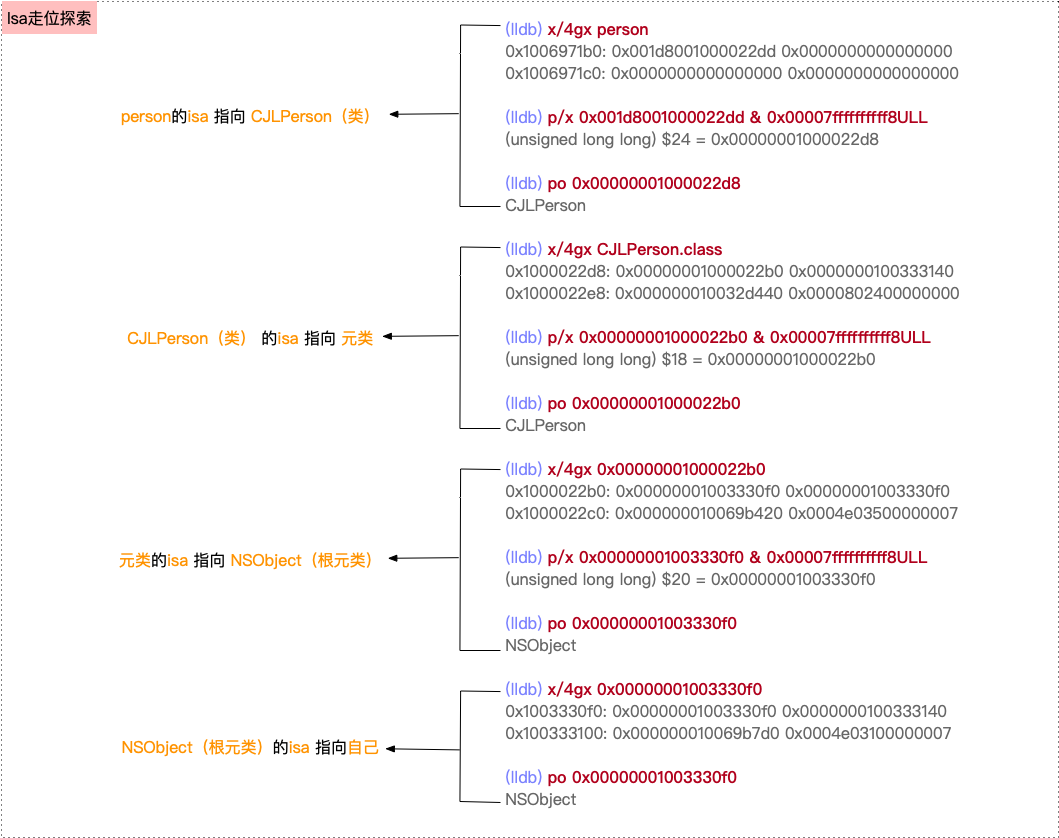 Isa走位探索
(lldb) x/4gx person
0x1006971b0: 0x001d8001000022dd 0x0000000000000000
0x1006971c0: 0x0000000000000000 0x0000000000000000
person的isa 指向 CJLPerson（类）
(lldb) p/x 0x001d8001000022dd & 0x00007ffffffffff8ULL
(unsigned long long) $24 = 0x00000001000022d8
(lldb) po 0x00000001000022d8
CJLPerson
(lldb) x/4gx CJLPerson.class
0x1000022d8: 0x00000001000022b0 0x0000000100333140
0x1000022e8: 0x000000010032d440 0x0000802400000000
CJLPerson（类） 的isa 指向 元类
(lldb) p/x 0x00000001000022b0 & 0x00007ffffffffff8ULL
(unsigned long long) $18 = 0x00000001000022b0
(lldb) po 0x00000001000022b0
CJLPerson
(lldb) x/4gx 0x00000001000022b0
0x1000022b0: 0x00000001003330f0 0x00000001003330f0
0x1000022c0: 0x000000010069b420 0x0004e03500000007
元类的isa 指向 NSObject（根元类）
(lldb) p/x 0x00000001003330f0 & 0x00007ffffffffff8ULL
(unsigned long long) $20 = 0x00000001003330f0
(lldb) po 0x00000001003330f0
NSObject
(lldb) x/4gx 0x00000001003330f0
0x1003330f0: 0x00000001003330f0 0x0000000100333140
0x100333100: 0x000000010069b7d0 0x0004e03100000007
NSObject（根元类）的isa 指向自己
(lldb) po 0x00000001003330f0
NSObject